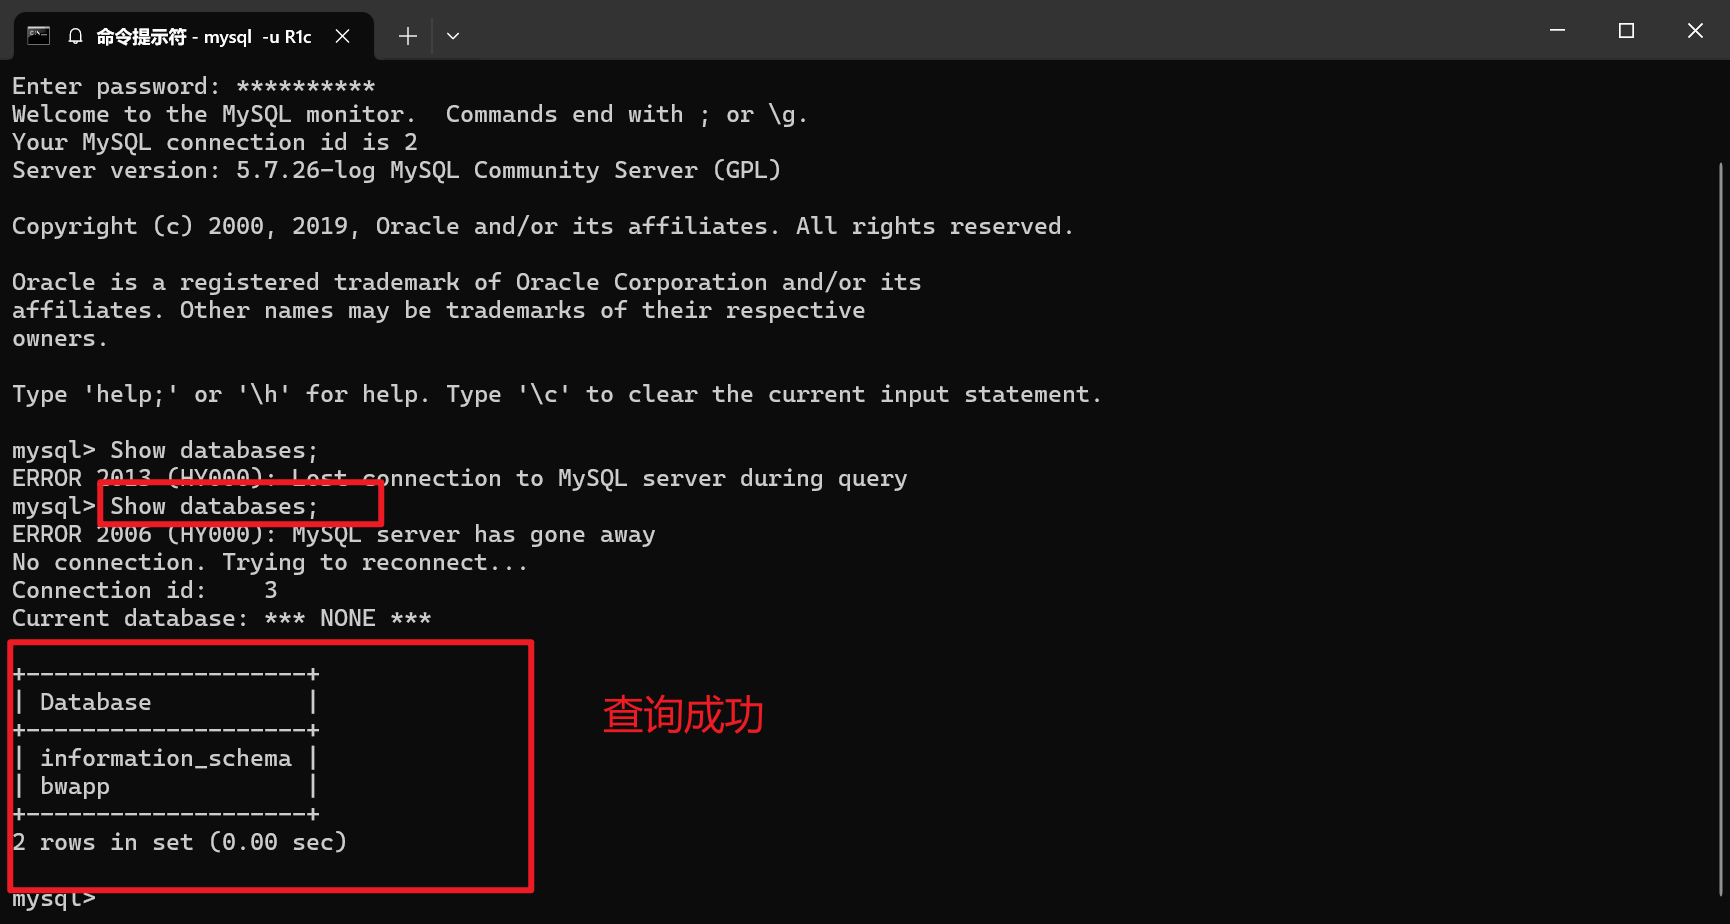 命令提示符 - mysql  -u R1c
Enter password: **********
Welcome to the MySQL monitor.  Commands end with ; or \g.
Your MySQL connection id is 2
Server version: 5.7.26-log MySQL Community Server (GPL)
Copyright (c) 2000, 2019, Oracle and/or its affiliates. All rights reserved.
Oracle is a registered trademark of Oracle Corporation and/or its
affiliates. Other names may be trademarks of their respective
owners.
Type 'help;' or '\h' for help. Type '\c' to clear the current input statement.
mysql> Show databases;
ERROR 2013 (HY000): Lost connection to MySQL server during query
mysql> Show databases;
ERROR 2006 (HY000): MySQL server has gone away
No connection. Trying to reconnect...
Connection id:    3
Current database: *** NONE ***
+--------------------+
| Database           |
+--------------------+
| information_schema |
| bwapp              |
+--------------------+
2 rows in set (0.00 sec)
查询成功
mysql>